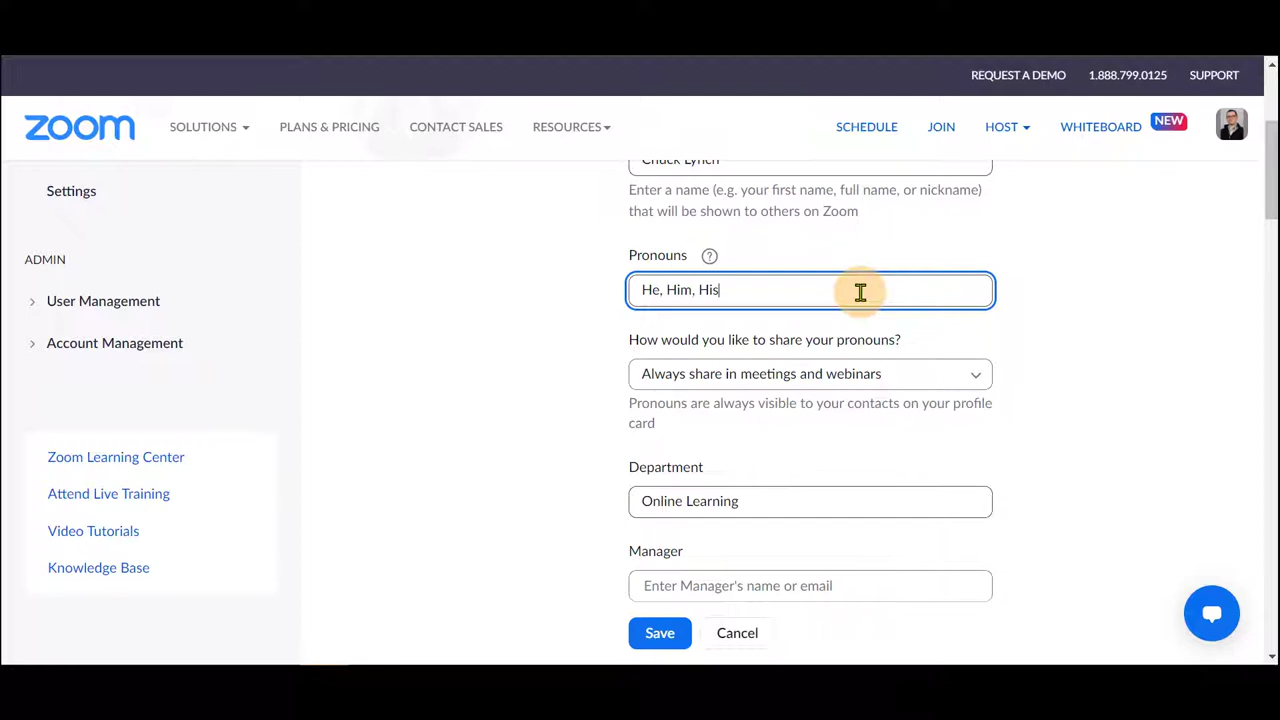 REQUEST A DEMO 1.888.799.0125 SUPPORT
zoom SOLUTIONS PLANS & PRICING CONTACT SALES RESOURCES SCHEDULE JOIN HOST WHITEBOARD NEW
Chuck Lynch
Settings
Enter a name (e.g. your first name, full name, or nickname)
that will be shown to others on Zoom
ADMIN
User Management
Account Management
Pronouns ?
He, Him, His
How would you like to share your pronouns?
Always share in meetings and webinars
Pronouns are always visible to your contacts on your profile
card
Zoom Learning Center
Attend Live Training
Video Tutorials
Knowledge Base
Department
Online Learning
Manager
Enter Manager's name or email
Save Cancel